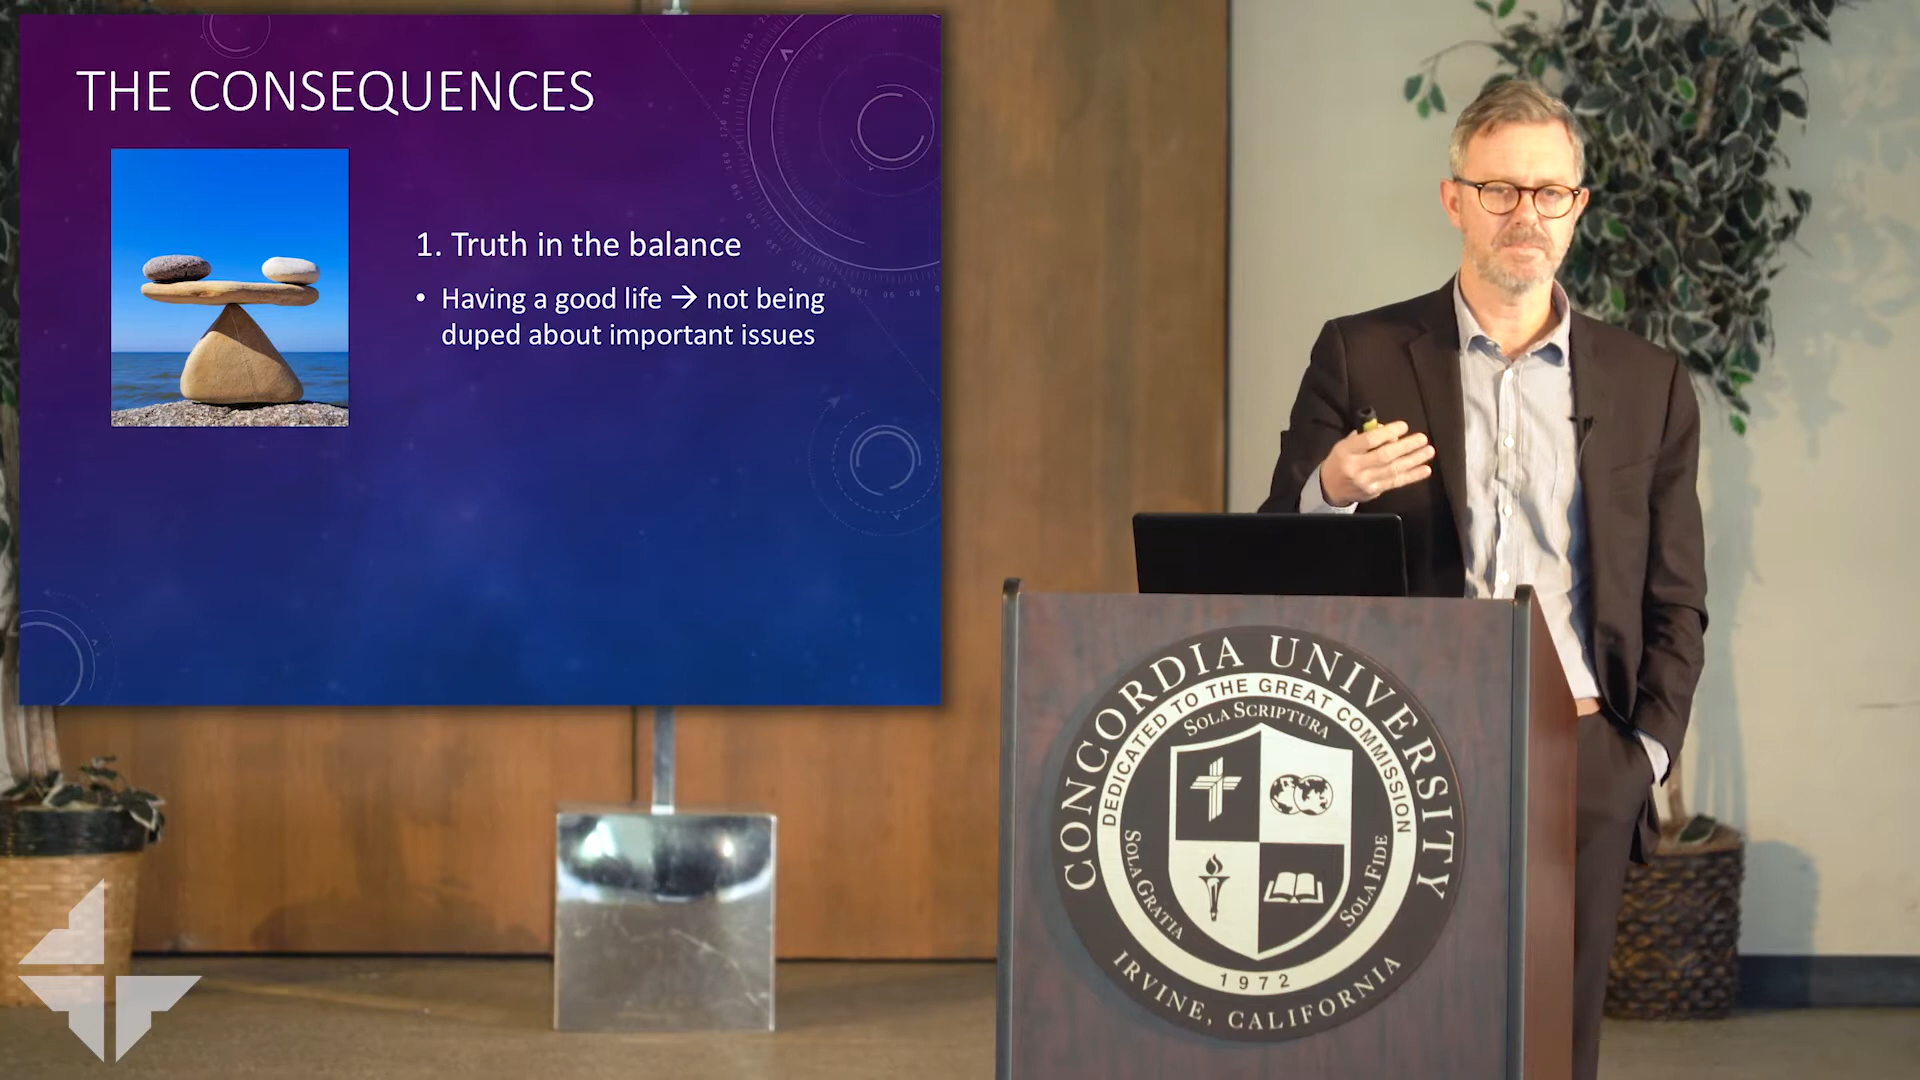 THE CONSEQUENCES
1. Truth in the balance
• Having a good life → not being
duped about important issues
CONCORDIA UNIVERSITY
DEDICATED TO THE GREAT COMMISSION
SOLA SCRIPTURA
SOLA GRATIA
SOLA FIDE
1972
IRVINE, CALIFORNIA